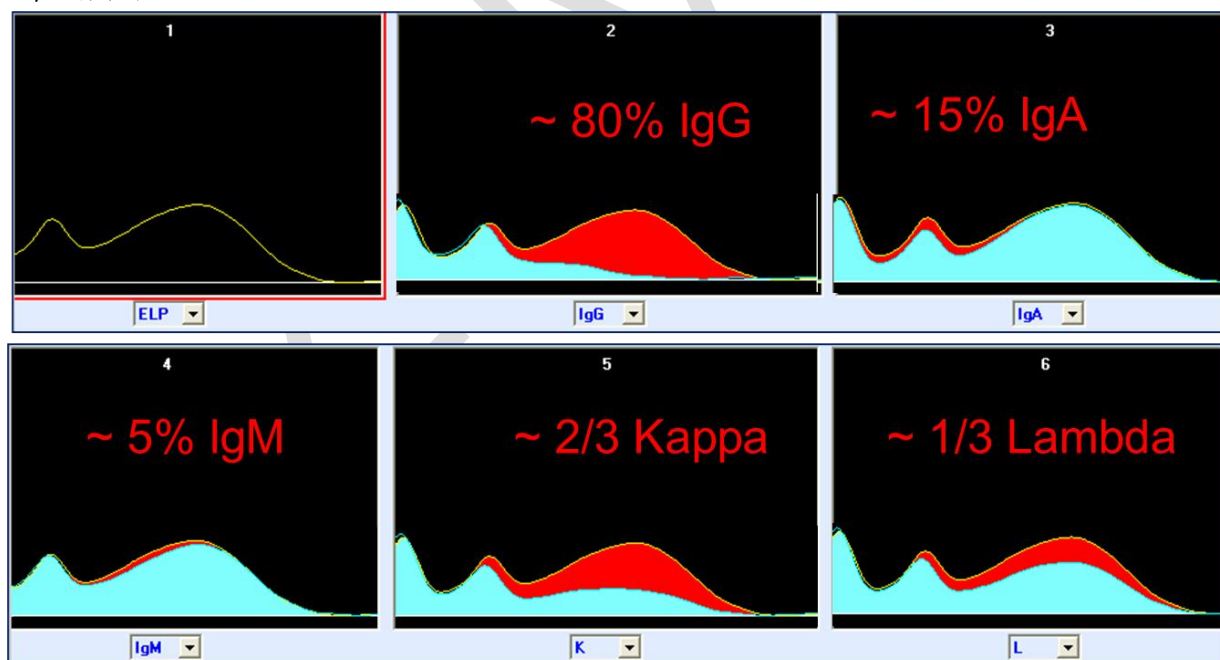 1
2
3
~ 80% IgG
~ 15% IgA
ELP
IgG
IgA
4
5
6
~ 5% IgM
~ 2/3 Kappa
~ 1/3 Lambda
IgM
K
L